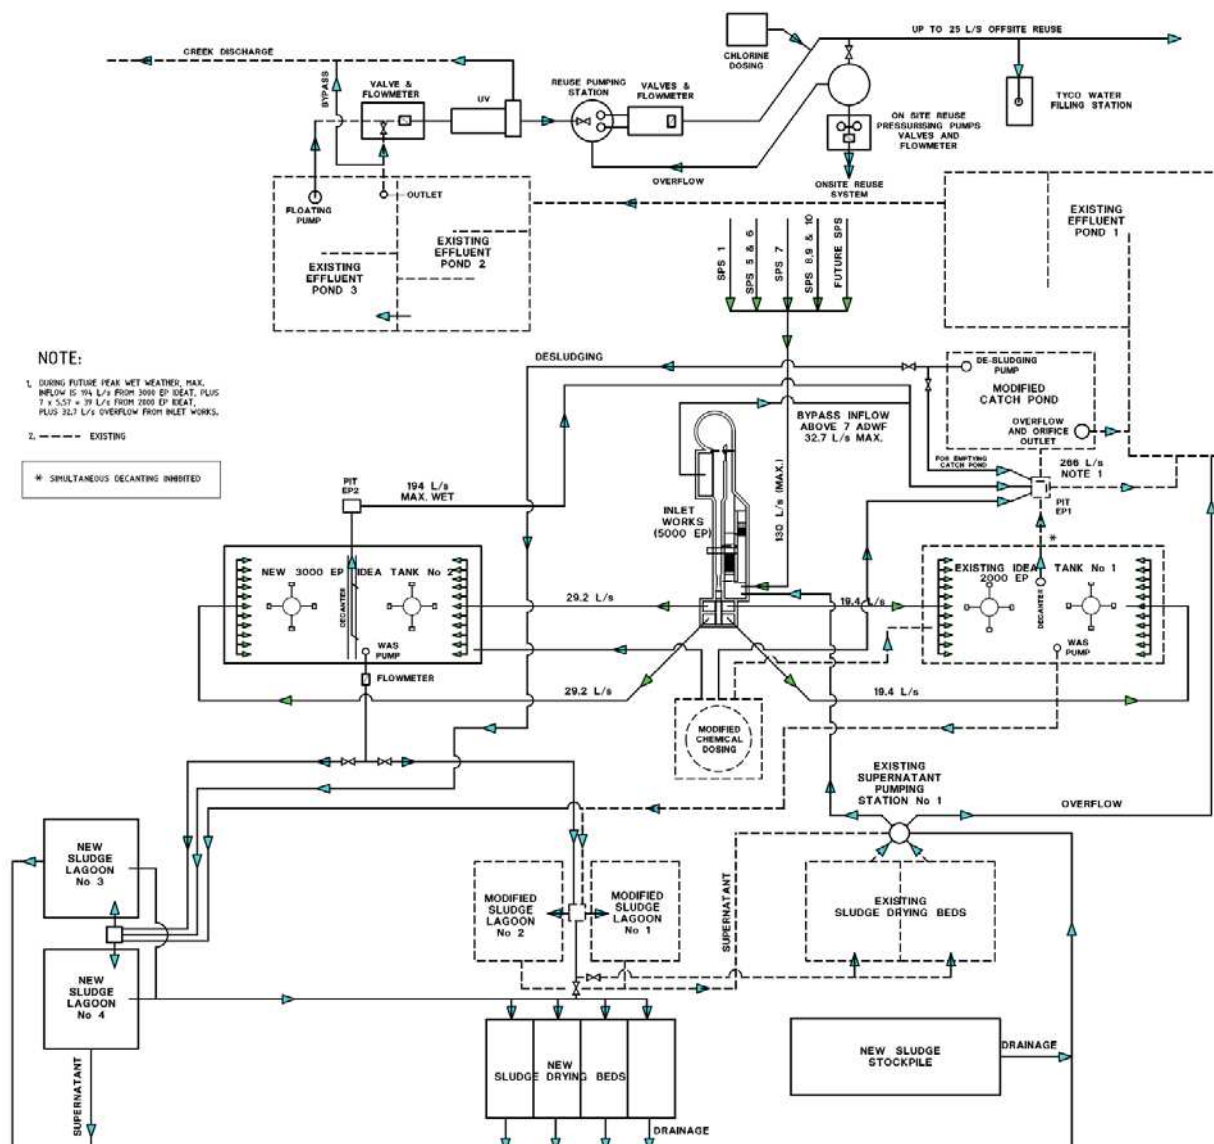 CREEK DISCHARGE
BYPASS
VALVE &
FLOWMETER
UV
REUSE PUMPING
STATION
VALVES &
FLOWMETER
CHLORINE
DOSING
UP TO 25 L/S OFFSITE REUSE
TYCO WATER
FILLING STATION
ON SITE REUSE
PRESSURISING PUMPS
VALVES AND
FLOWMETER
OVERFLOW
ONSITE REUSE
SYSTEM
FLOATING
PUMP
OUTLET
EXISTING
EFFLUENT
POND 2
EXISTING
EFFLUENT
POND 3
EXISTING
EFFLUENT
POND 1
SPS 1
SPS 5 & 6
SPS 7
SPS 8,9 & 10
FUTURE SPS
NOTE:
1. DURING FUTURE PEAK WET WEATHER, MAX.
INFLOW IS 194 L/s FROM 3000 EP IDEAT, PLUS
7 x 5.57 = 39 L/s FROM 2000 EP IDEAT,
PLUS 32.7 L/s OVERFLOW FROM INLET WORKS.
2. EXISTING
* SIMULTANEOUS DECANTING INHIBITED
DESLUDGING
DE-SLUDGING
PUMP
MODIFIED
CATCH POND
OVERFLOW
AND ORIFICE
OUTLET
BYPASS INFLOW
ABOVE 7 ADWF
32.7 L/s MAX.
FOR EMPTYING
CATCH POND
266 L/s
NOTE 1
PIT
EP1
PIT
EP2
194 L/s
MAX. WET
INLET
WORKS
(5000 EP)
130 L/s (MAX.)
*
NEW 3000 EP IDEA TANK No 2
DECANTER
WAS
PUMP
FLOWMETER
EXISTING IDEA TANK No 1
2000 EP
DECANTER
WAS
PUMP
29.2 L/s
19.4 L/s
29.2 L/s
19.4 L/s
MODIFIED
CHEMICAL
DOSING
EXISTING
SUPERNATANT
PUMPING
STATION No 1
OVERFLOW
NEW
SLUDGE
LAGOON
No 3
NEW
SLUDGE
LAGOON
No 4
MODIFIED
SLUDGE
LAGOON
No 2
MODIFIED
SLUDGE
LAGOON
No 1
SUPERNATANT
EXISTING
SLUDGE DRYING BEDS
NEW
SLUDGE DRYING BEDS
NEW SLUDGE
STOCKPILE
DRAINAGE
SUPERNATANT
DRAINAGE